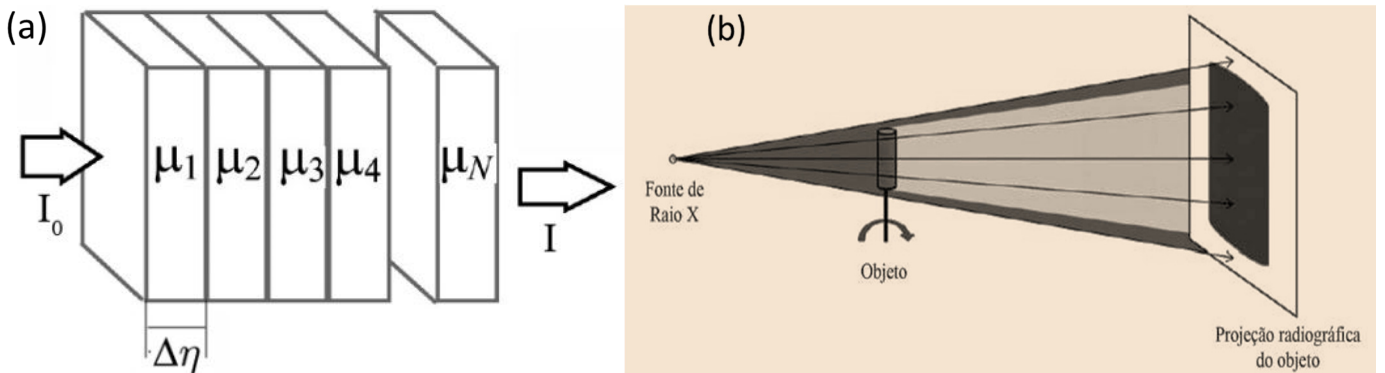 (a)
I₀
μ₁ μ₂ μ₃ μ₄ μN
I
Δη
(b)
Fonte de
Raio X
Objeto
Projeção radiográfica
do objeto